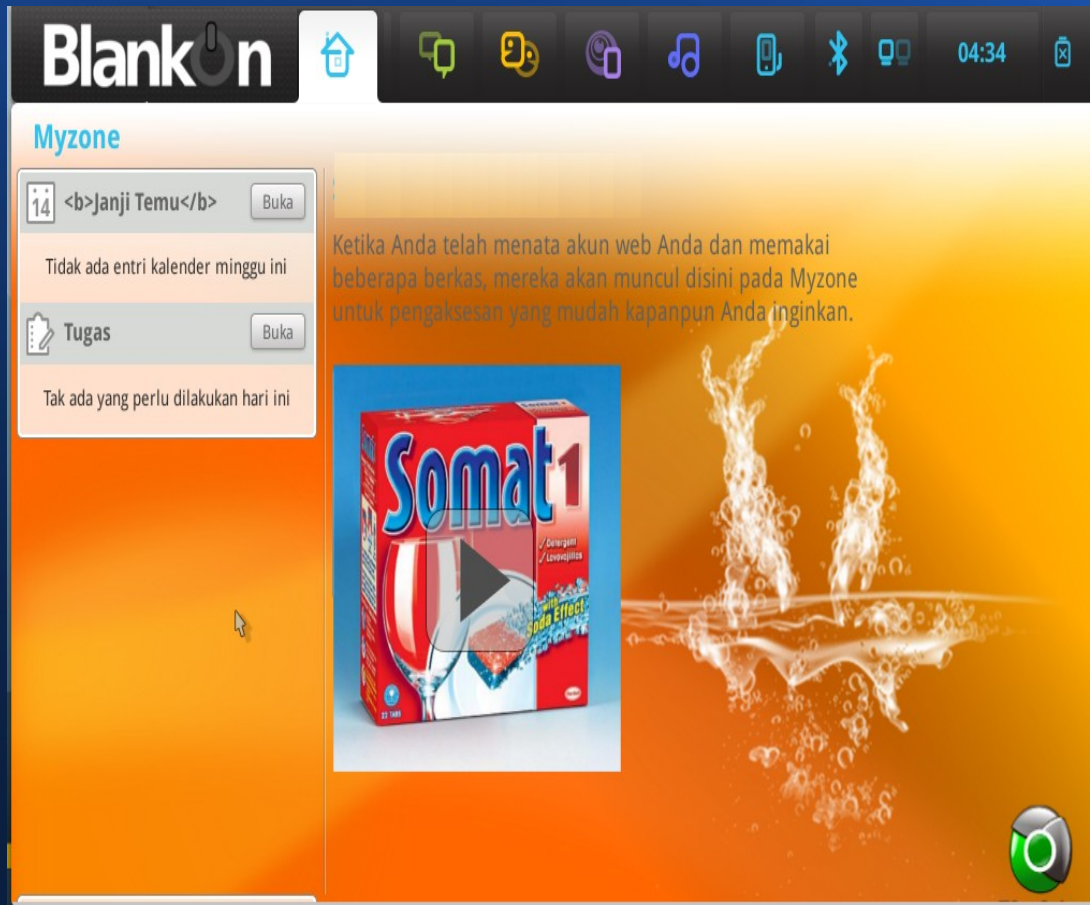 BlankOn
04:34
Myzone
14
<b>Janji Temu</b>
Buka
Tidak ada entri kalender minggu ini
Tugas
Buka
Tak ada yang perlu dilakukan hari ini
Ketika Anda telah menata akun web Anda dan memakai
beberapa berkas, mereka akan muncul disini pada Myzone
untuk pengaksesan yang mudah kapanpun Anda inginkan.
Somat 1
with
Soda Effect